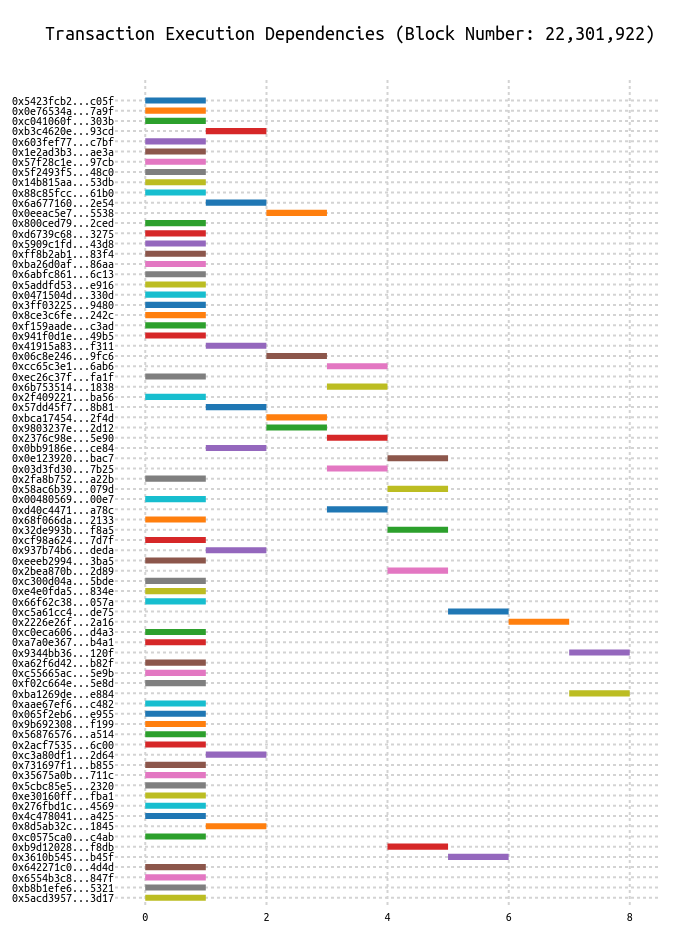 Transaction Execution Dependencies (Block Number: 22,301,922)
0x5423fcb2...c05f
0x0e76534a...7a9f
0xc041060f...303b
0xb3c4620e...93cd
0x603fef77...c7bf
0x1e2ad3b3...ae3a
0x57f28c1e...97cb
0x5f2493f5...48c0
0x14b815aa...53db
0x88c85fcc...61b0
0x6a677160...2e54
0x0eeac5e7...5538
0x800ced79...2ced
0xd6739c68...3275
0x5909c1fd...43d8
0xff8b2ab1...83f4
0xba26d0af...86aa
0x6abfc861...6c13
0x5addfd53...e916
0x0471504d...330d
0x3ff03225...9480
0x8ce3c6fe...242c
0xf159aade...c3ad
0x941f0d1e...49b5
0x41915a83...f311
0x06c8e246...9fc6
0xcc65c3e1...6ab6
0xec26c37f...fa1f
0x6b753514...1838
0x2f409221...ba56
0x57dd45f7...8b81
0xbca17454...2f4d
0x9803237e...2d12
0x2376c98e...5e90
0x0bb9186e...ce84
0x0e123920...bac7
0x03d3fd30...7b25
0x2fa8b752...a22b
0x58ac6b39...079d
0x00480569...00e7
0xd40c4471...a78c
0x68f066da...2133
0x32de993b...f8a5
0xcf98a624...7d7f
0x937b74b6...deda
0xeeeb2994...3ba5
0x2bea870b...2d89
0xc300d04a...5bde
0xe4e0fda5...834e
0x66f62c38...057a
0xc5a61cc4...de75
0x2226e26f...2a16
0xc0eca606...d4a3
0xa7a0e367...b4a1
0x9344bb36...120f
0xa62f6d42...b82f
0xc55665ac...5e9b
0xf02c664e...5e8d
0xba1269de...e884
0xaae67ef6...c482
0x065f2eb6...e955
0x9b692308...f199
0x56876576...a514
0x2acf7535...6c00
0xc3a80df1...2d64
0x731697f1...b855
0x35675a0b...711c
0x5cbc85e5...2320
0xe30160ff...fba1
0x276fbd1c...4569
0x4c478041...a425
0x8d5ab32c...1845
0xc0575ca0...c4ab
0xb9d12028...f8db
0x3610b545...b45f
0x642271c0...4d4d
0x6554b3c8...847f
0xb8b1efe6...5321
0x5acd3957...3d17
0 2 4 6 8